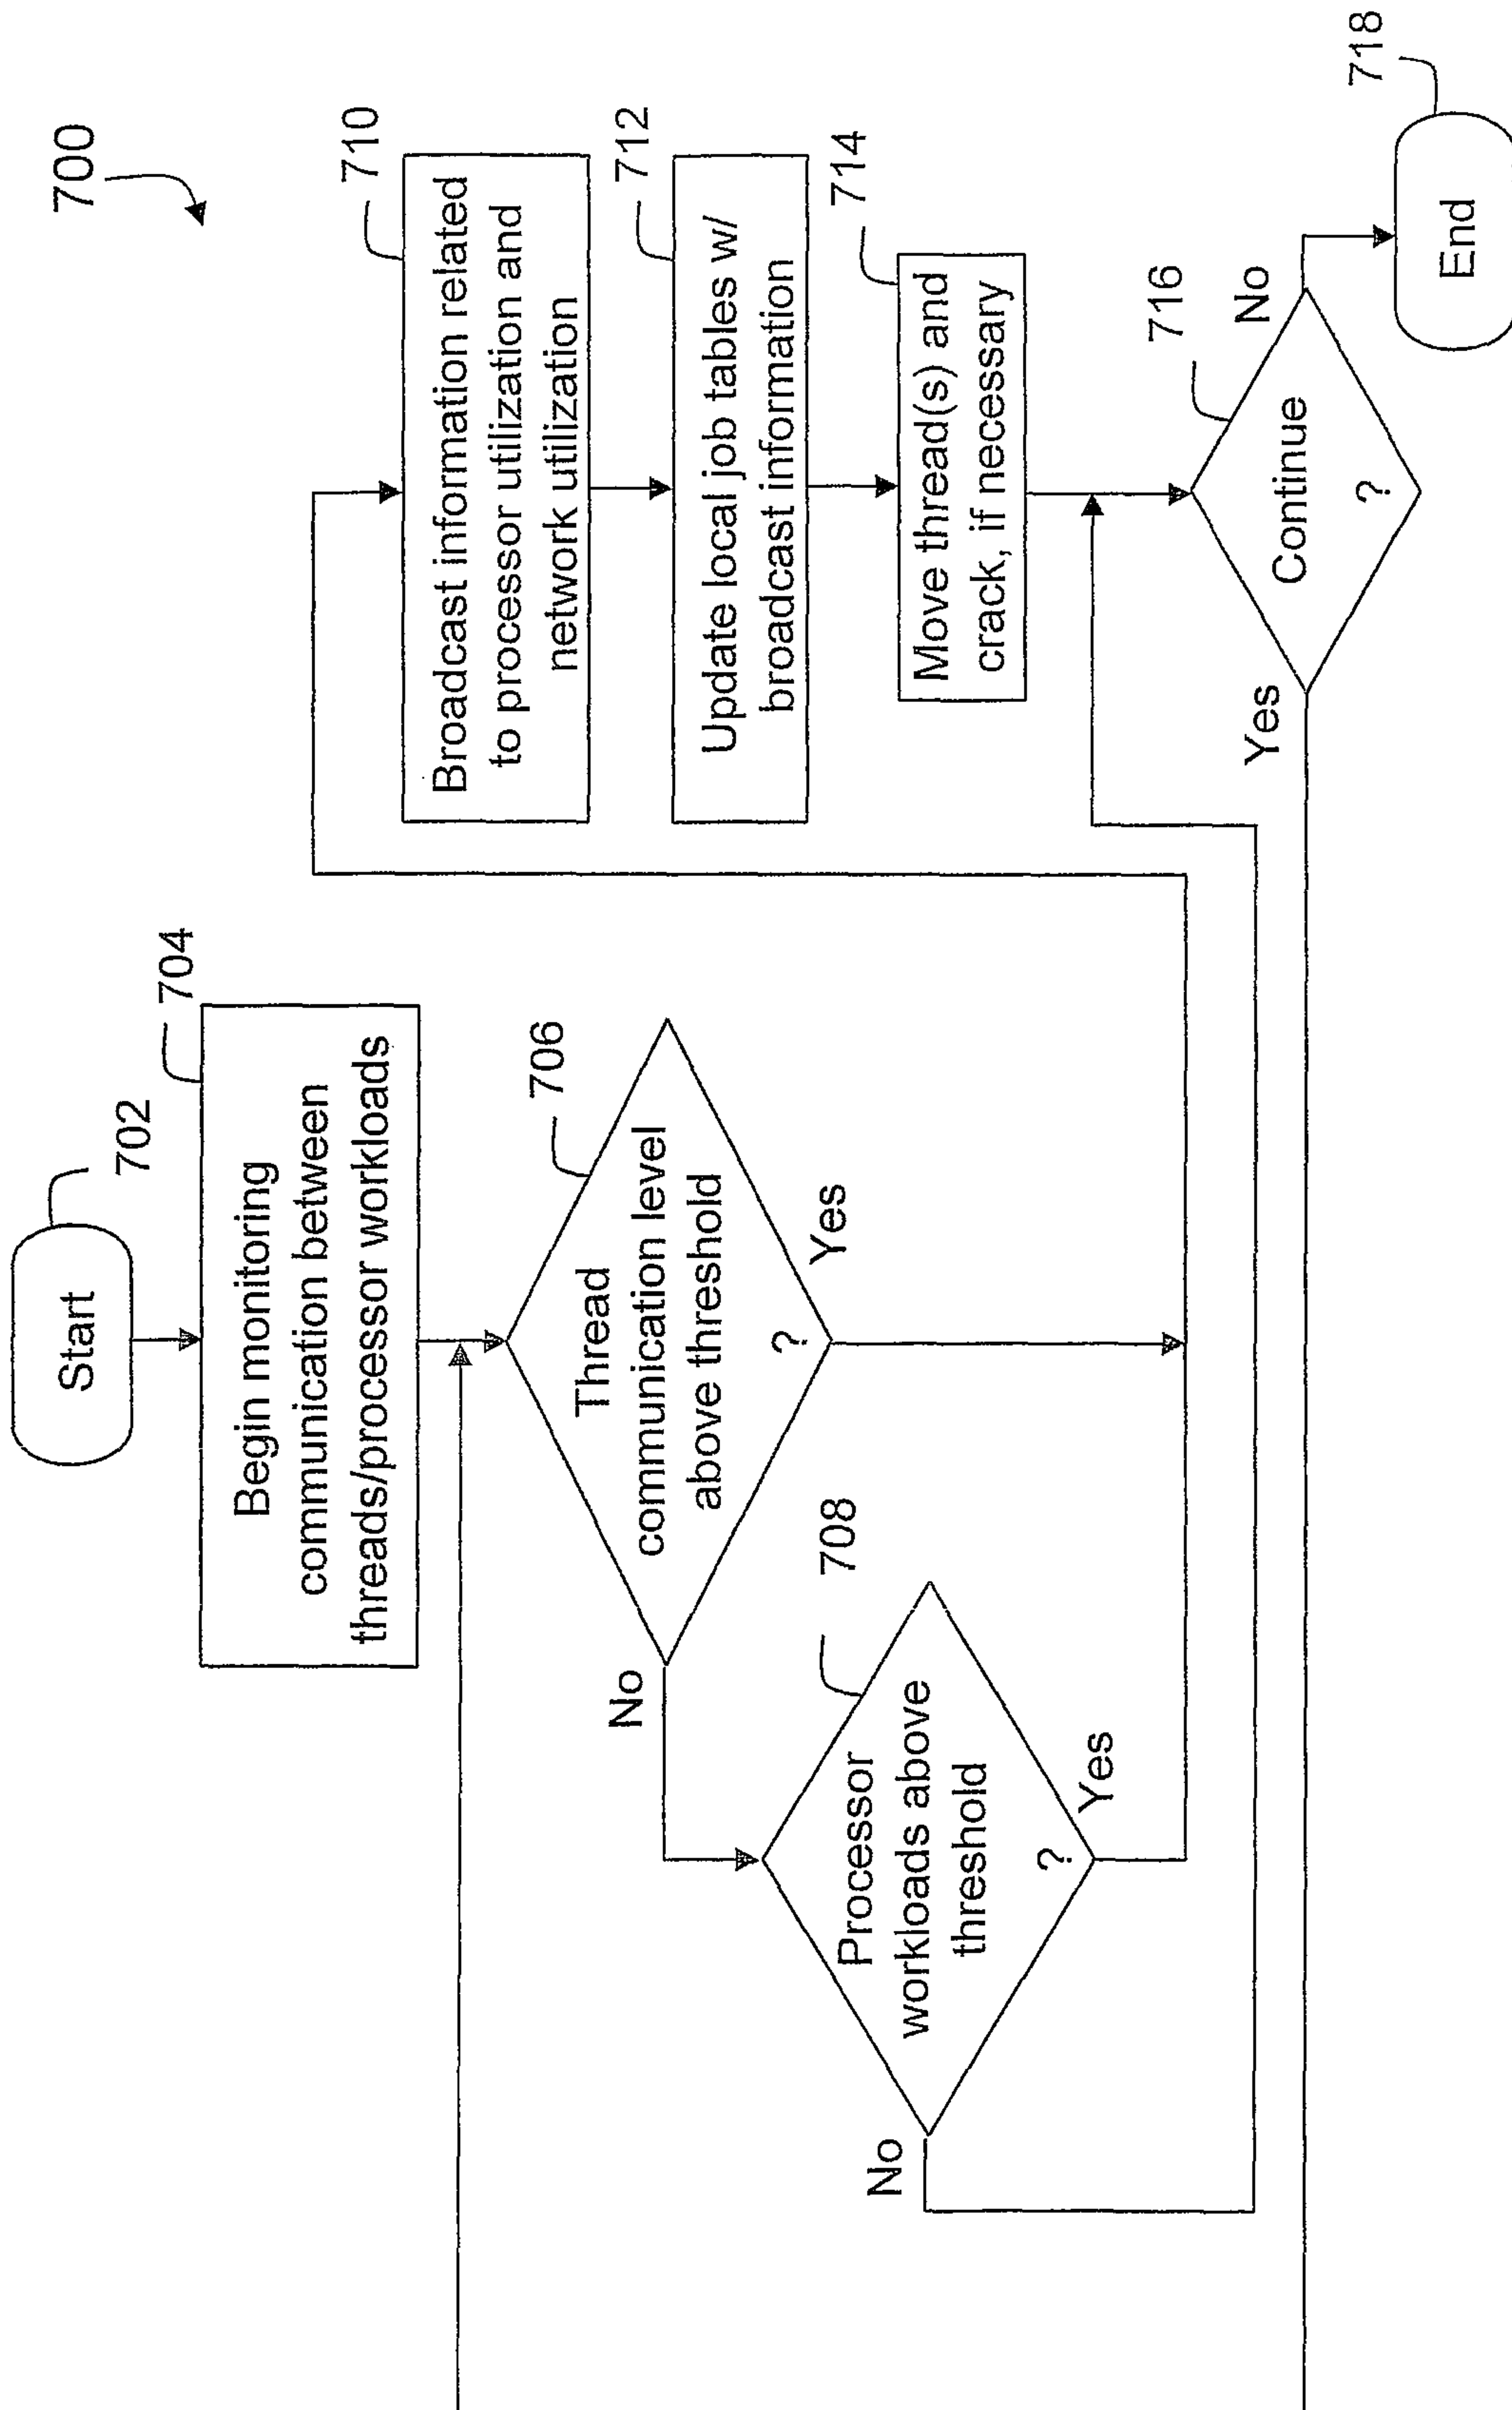 700
Start
702
Begin monitoring
communication between
threads/processor workloads
704
Thread
communication level
above threshold
?
706
No
Yes
Processor
workloads above
threshold
?
708
No
Yes
Broadcast information related
to processor utilization and
network utilization
710
Update local job tables w/
broadcast information
712
Move thread(s) and
crack, if necessary
714
Continue
?
716
Yes
No
End
718